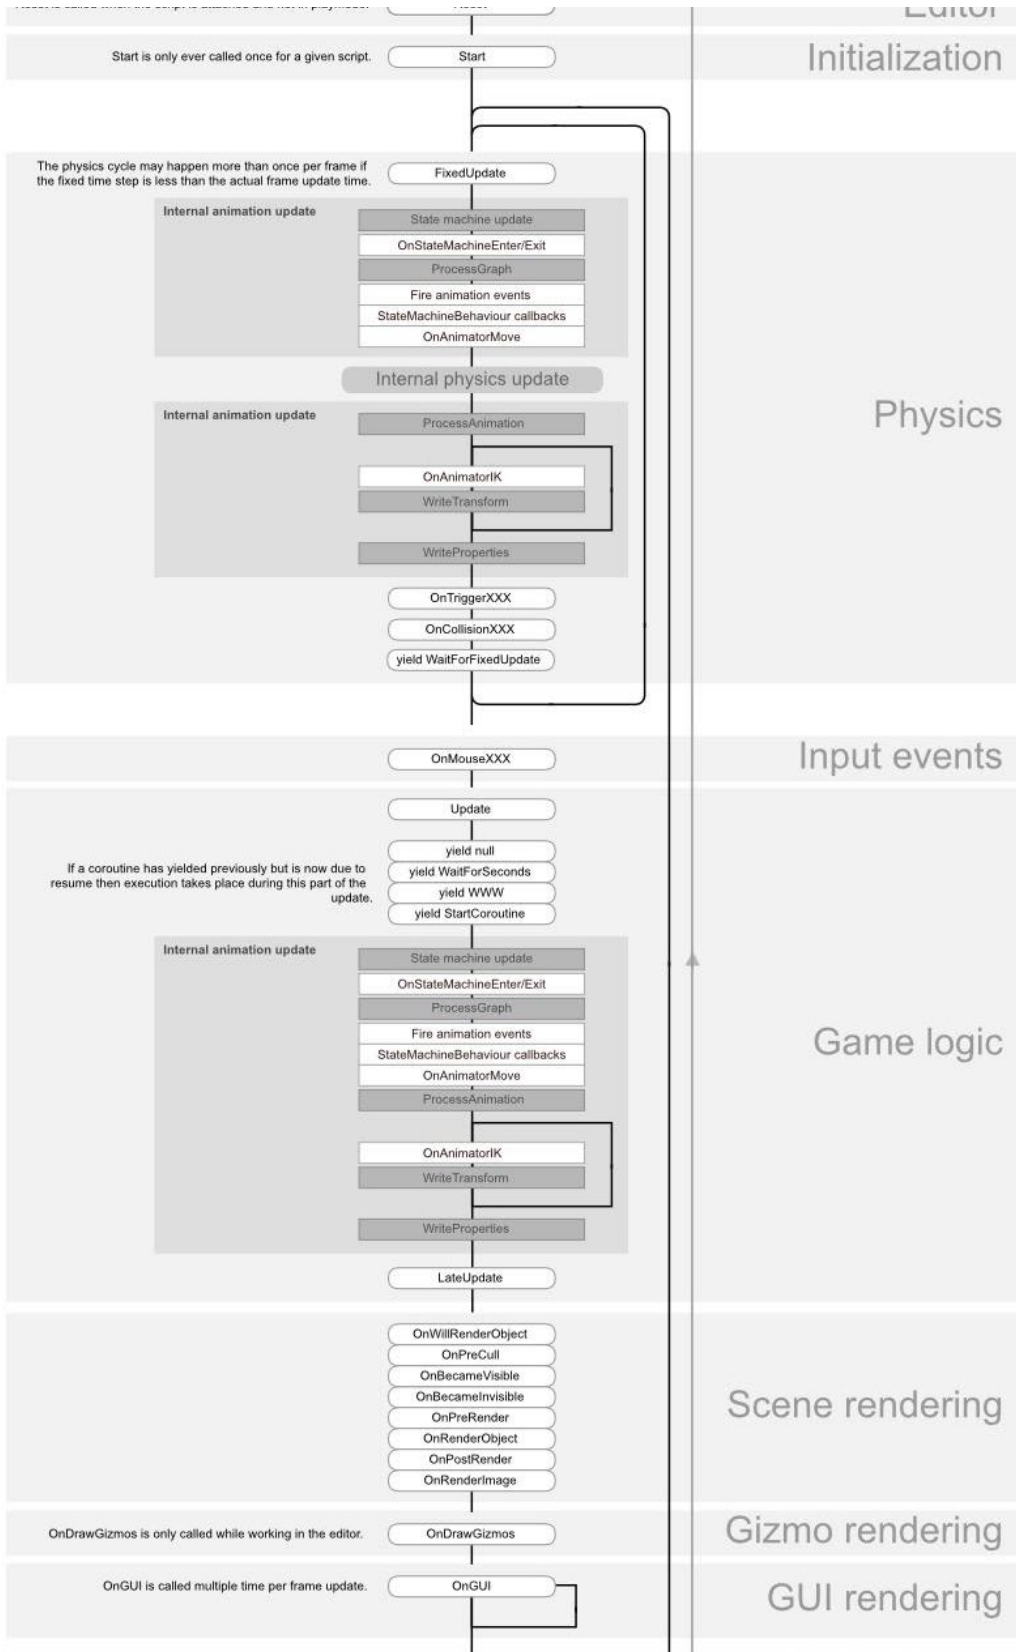 Editor
Start is only ever called once for a given script.
Start
Initialization
The physics cycle may happen more than once per frame if
the fixed time step is less than the actual frame update time.
FixedUpdate
Internal animation update
State machine update
OnStateMachineEnter/Exit
ProcessGraph
Fire animation events
StateMachineBehaviour callbacks
OnAnimatorMove
Internal physics update
Physics
Internal animation update
ProcessAnimation
OnAnimatorIK
WriteTransform
WriteProperties
OnTriggerXXX
OnCollisionXXX
yield WaitForFixedUpdate
OnMouseXXX
Input events
Update
yield null
If a coroutine has yielded previously but is now due to
resume then execution takes place during this part of the
update.
yield WaitForSeconds
yield WWW
yield StartCoroutine
Internal animation update
State machine update
OnStateMachineEnter/Exit
ProcessGraph
Fire animation events
StateMachineBehaviour callbacks
OnAnimatorMove
ProcessAnimation
Game logic
OnAnimatorIK
WriteTransform
WriteProperties
LateUpdate
OnWillRenderObject
OnPreCull
OnBecameVisible
OnBecameInvisible
OnPreRender
OnRenderObject
OnPostRender
OnRenderImage
Scene rendering
OnDrawGizmos is only called while working in the editor.
OnDrawGizmos
Gizmo rendering
OnGUI is called multiple time per frame update.
OnGUI
GUI rendering